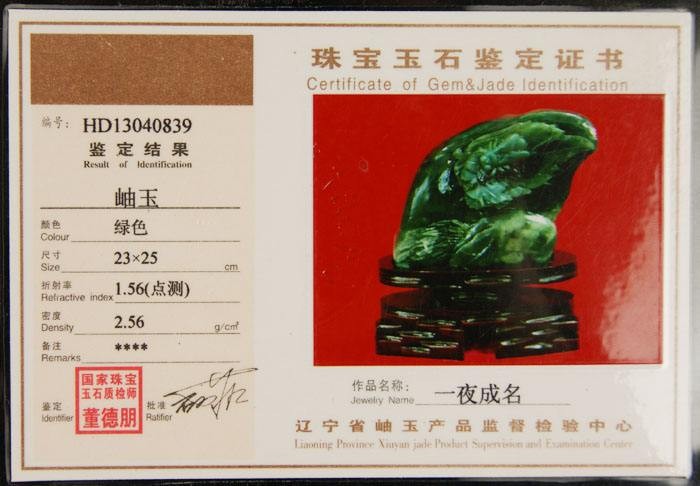 珠宝玉石鉴定证书
Certificate of Gem&Jade Identification
编号: HD13040839
鉴定结果
Result of Identification
岫玉
颜色 绿色
Colour
尺寸 23×25
Size cm
折射率 1.56(点测)
Refractive index
密度 2.56
Density g/cm²
备注 ****
Remarks
国家珠宝
玉石质检师
董德朋
鉴定
Identifier
批准
Ratifier
作品名称: 一夜成名
Jewelry Name
辽宁省岫玉产品监督检验中心
Liaoning Province Xiuyan jade Product Supervision and Examination Center